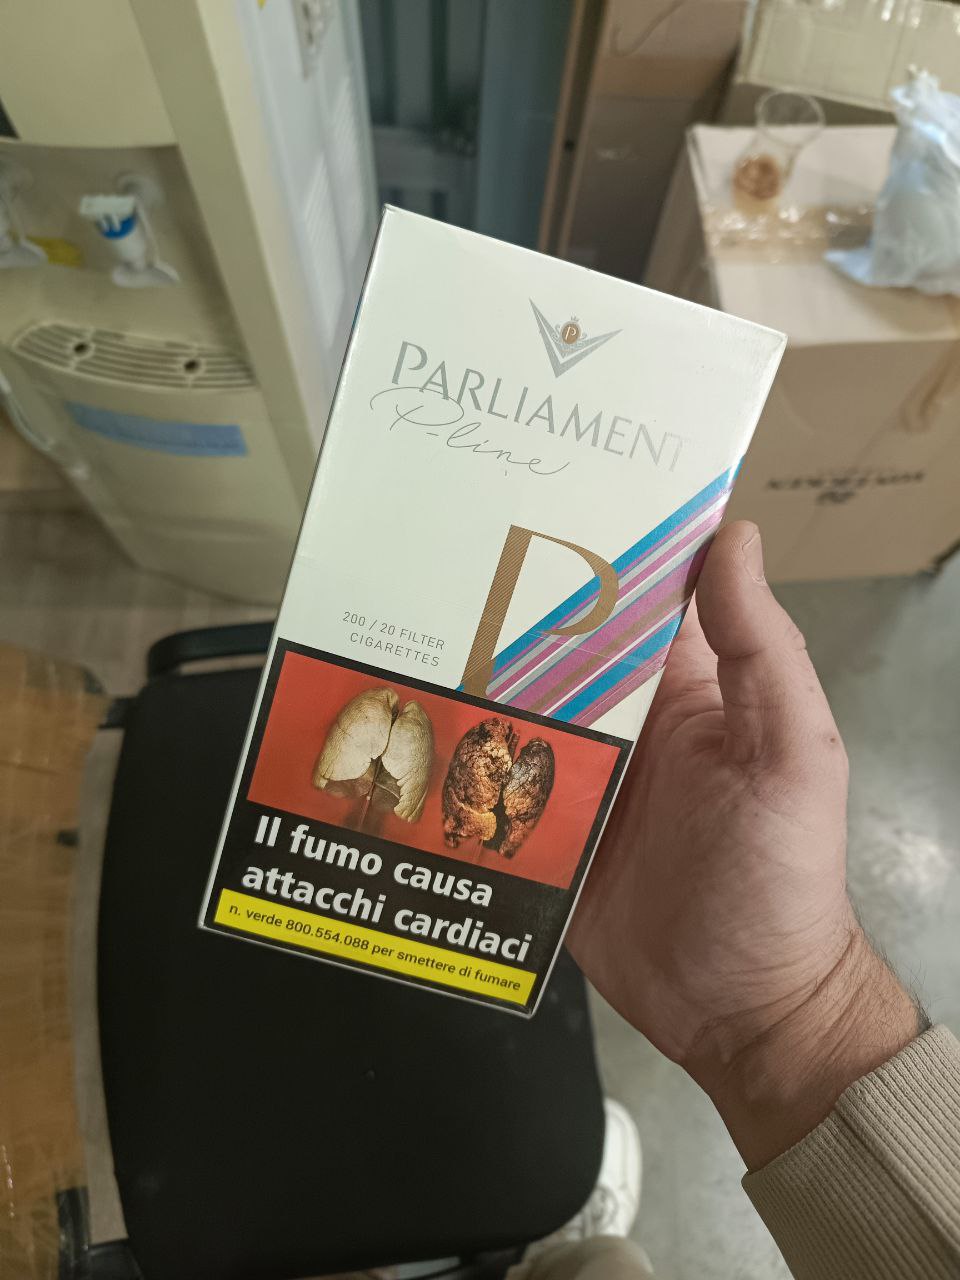 P
PARLIAMENT
P-line
P
200 / 20 FILTER
CIGARETTES
Il fumo causa
attacchi cardiaci
n. verde 800.554.088 per smettere di fumare